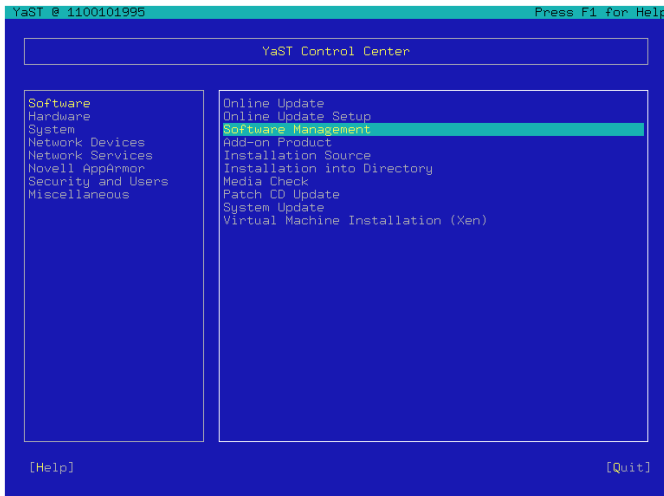 YaST @ 1100101995 Press F1 for Help
YaST Control Center
Software
Hardware
System
Network Devices
Network Services
Novell AppArmor
Security and Users
Miscellaneous
Online Update
Online Update Setup
Software Management
Add-on Product
Installation Source
Installation into Directory
Media Check
Patch CD Update
System Update
Virtual Machine Installation (Xen)
[Help] [Quit]